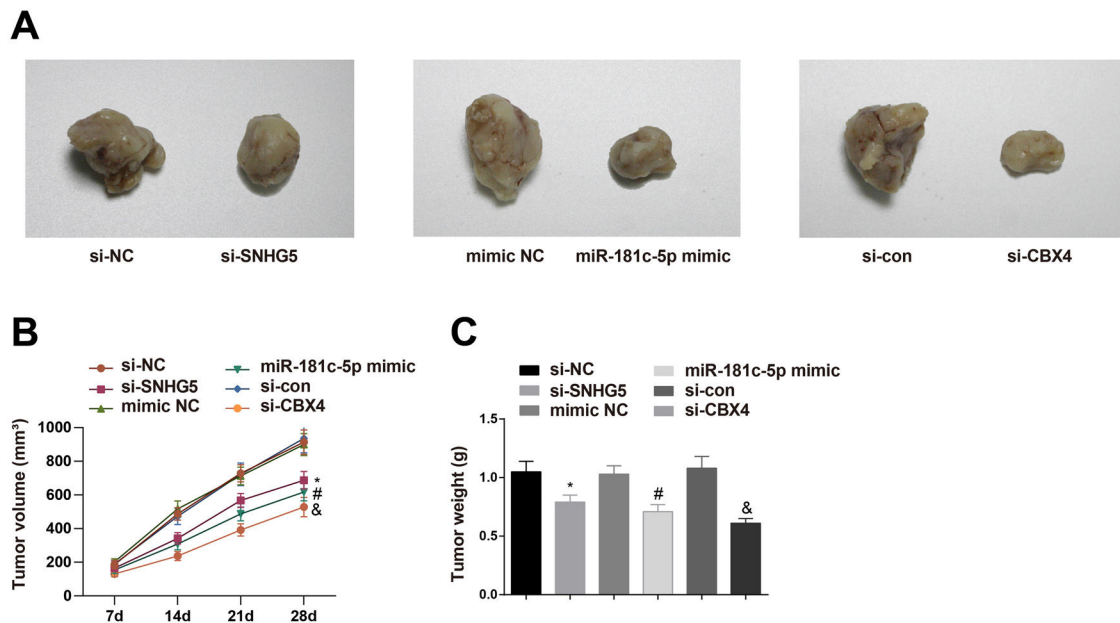 A
si-NC si-SNHG5
mimic NC miR-181c-5p mimic
si-con si-CBX4
B
si-NC miR-181c-5p mimic
si-SNHG5 si-con
mimic NC si-CBX4
Tumor volume (mm³)
1000
800
600
400
200
0
*
#
&
7d 14d 21d 28d
C
si-NC miR-181c-5p mimic
si-SNHG5 si-con
mimic NC si-CBX4
Tumor weight (g)
1.5
1.0
0.5
0.0
* # &